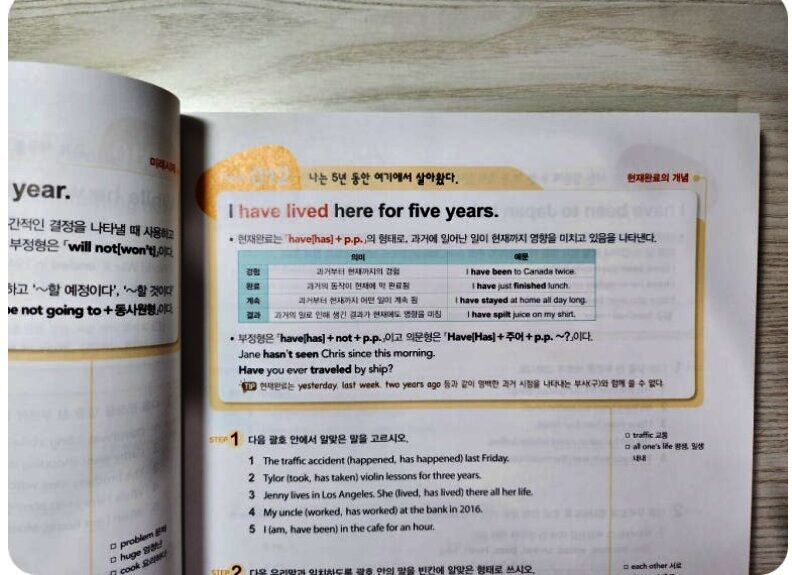 미래시제
year.
간적인 결정을 나타낼 때 사용하고
부정형은 「will not[won't]」이다.
하고 '~할 예정이다', '~할 것이다'
be not going to + 동사원형」이다.
problem 문제
huge 엄청난
cook 요리하다
나는 5년 동안 여기에서 살아왔다.
현재완료의 개념
I have lived here for five years.
• 현재완료는 「have[has] + p.p.」의 형태로, 과거에 일어난 일이 현재까지 영향을 미치고 있음을 나타낸다.
의미 예문
경험 과거부터 현재까지의 경험 I have been to Canada twice.
완료 과거의 동작이 현재에 막 완료됨 I have just finished lunch.
계속 과거부터 현재까지 어떤 일이 계속 됨 I have stayed at home all day long.
결과 과거의 일로 인해 생긴 결과가 현재에도 영향을 미침 I have spilt juice on my shirt.
• 부정형은 「have[has] + not + p.p.」이고 의문형은 「Have[Has] + 주어 + p.p. ~?」이다.
Jane hasn't seen Chris since this morning.
Have you ever traveled by ship?
TIP 현재완료는 yesterday, last week, two years ago 등과 같이 명백한 과거 시점을 나타내는 부사(구)와 함께 쓸 수 없다.
STEP 1 다음 괄호 안에서 알맞은 말을 고르시오.
1 The traffic accident (happened, has happened) last Friday.
2 Tylor (took, has taken) violin lessons for three years.
3 Jenny lives in Los Angeles. She (lived, has lived) there all her life.
4 My uncle (worked, has worked) at the bank in 2016.
5 I (am, have been) in the cafe for an hour.
traffic 교통
all one's life 평생, 일생
내내
STEP 2 다음 우리말과 일치하도록 괄호 안의 말을 빈칸에 알맞은 형태로 쓰시오.
each other 서로